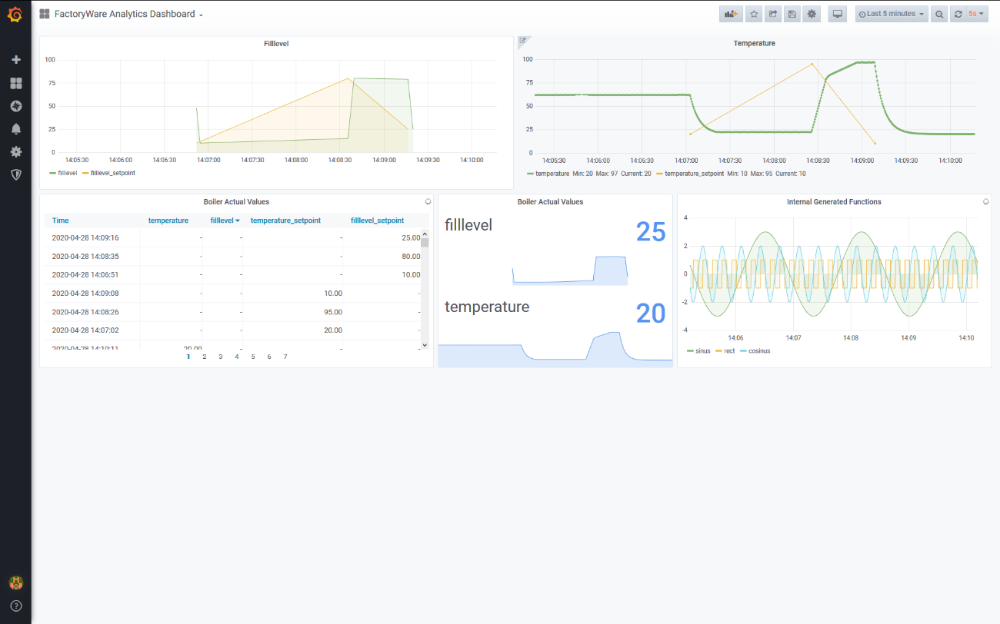 FactoryWare Analytics Dashboard
Last 5 minutes
5s
Filllevel
100
75
50
25
0
14:05:30 14:06:00 14:06:30 14:07:00 14:07:30 14:08:00 14:08:30 14:09:00 14:09:30 14:10:00
filllevel filllevel_setpoint
Temperature
100
75
50
25
0
14:05:30 14:06:00 14:06:30 14:07:00 14:07:30 14:08:00 14:08:30 14:09:00 14:09:30 14:10:00
temperature Min: 20 Max: 97 Current: 20 temperature_setpoint Min: 10 Max: 95 Current: 10
Boiler Actual Values
Time temperature filllevel temperature_setpoint filllevel_setpoint
2020-04-28 14:09:16 - - - 25.00
2020-04-28 14:08:35 - - - 80.00
2020-04-28 14:06:51 - - - 10.00
2020-04-28 14:09:08 - - 10.00 -
2020-04-28 14:08:26 - - 95.00 -
2020-04-28 14:07:02 - - 20.00 -
2020-04-28 14:10:11 20.00 - - -
1 2 3 4 5 6 7
Boiler Actual Values
filllevel
25
temperature
20
Internal Generated Functions
4
2
0
-2
-4
14:06 14:07 14:08 14:09 14:10
sinus rect cosinus
?